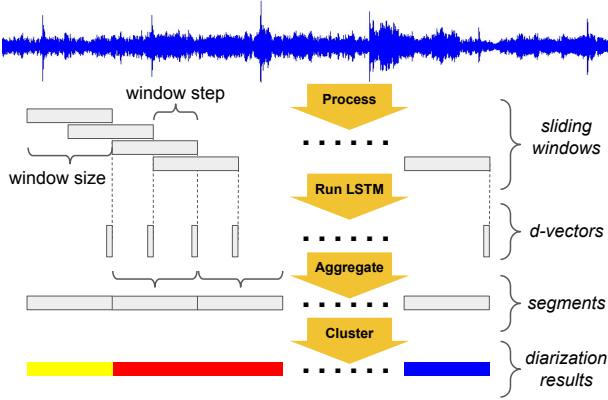 window step
Process
sliding
windows
window size
Run LSTM
d-vectors
Aggregate
segments
Cluster
diarization
results